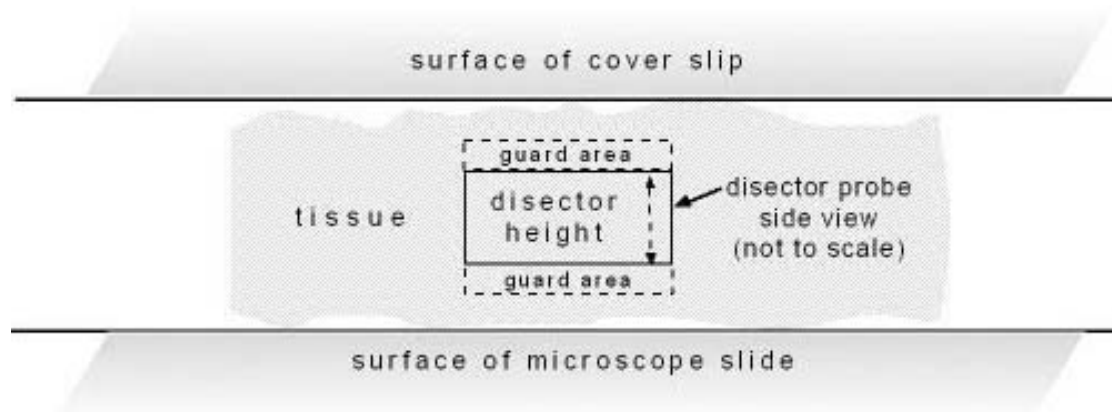 surface of cover slip
guard area
disector
height
guard area
tissue
disector probe
side view
(not to scale)
surface of microscope slide